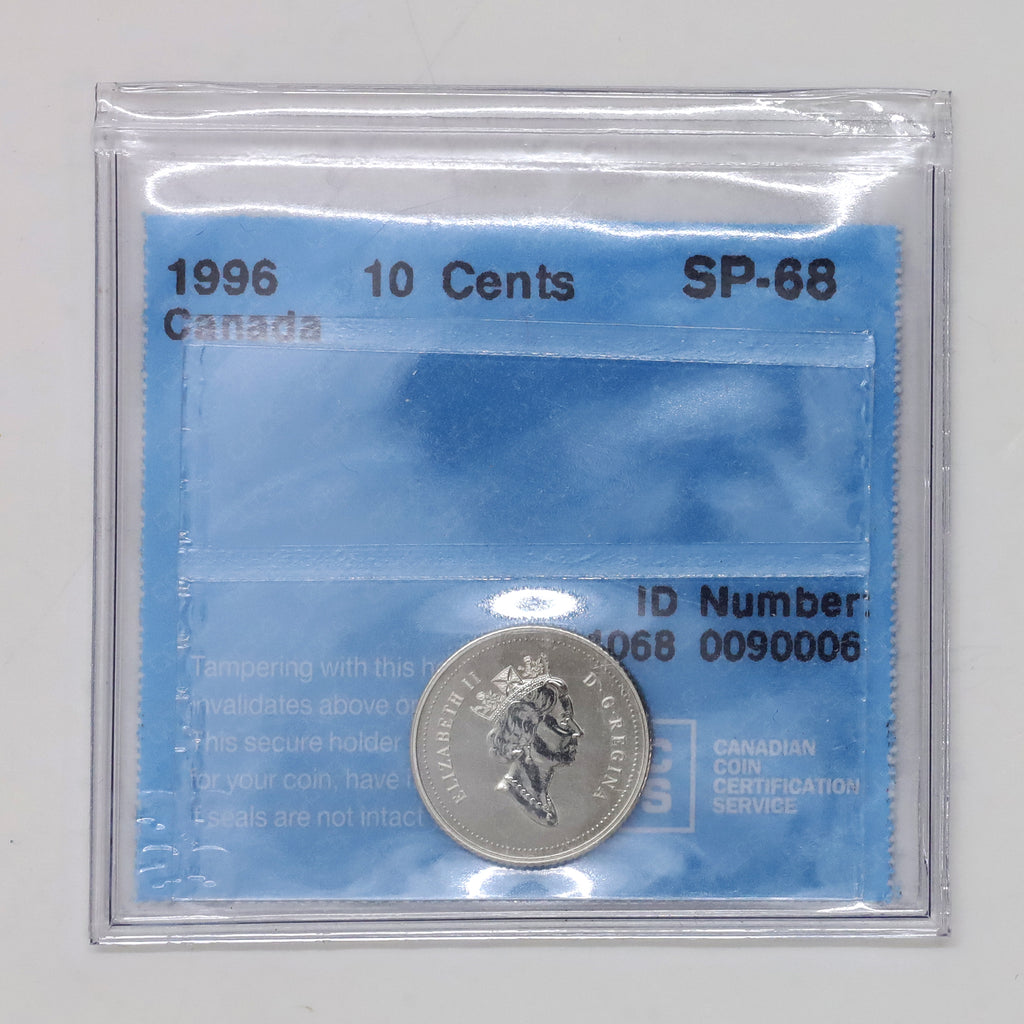 1996 10 Cents SP-68
Canada
ID Number:
068 0090006
Tampering with this
invalidates above
This secure holder
for your coin, have
seals are not intact
ELIZABETH II D·G·REGINA
C
S
CANADIAN
COIN
CERTIFICATION
SERVICE